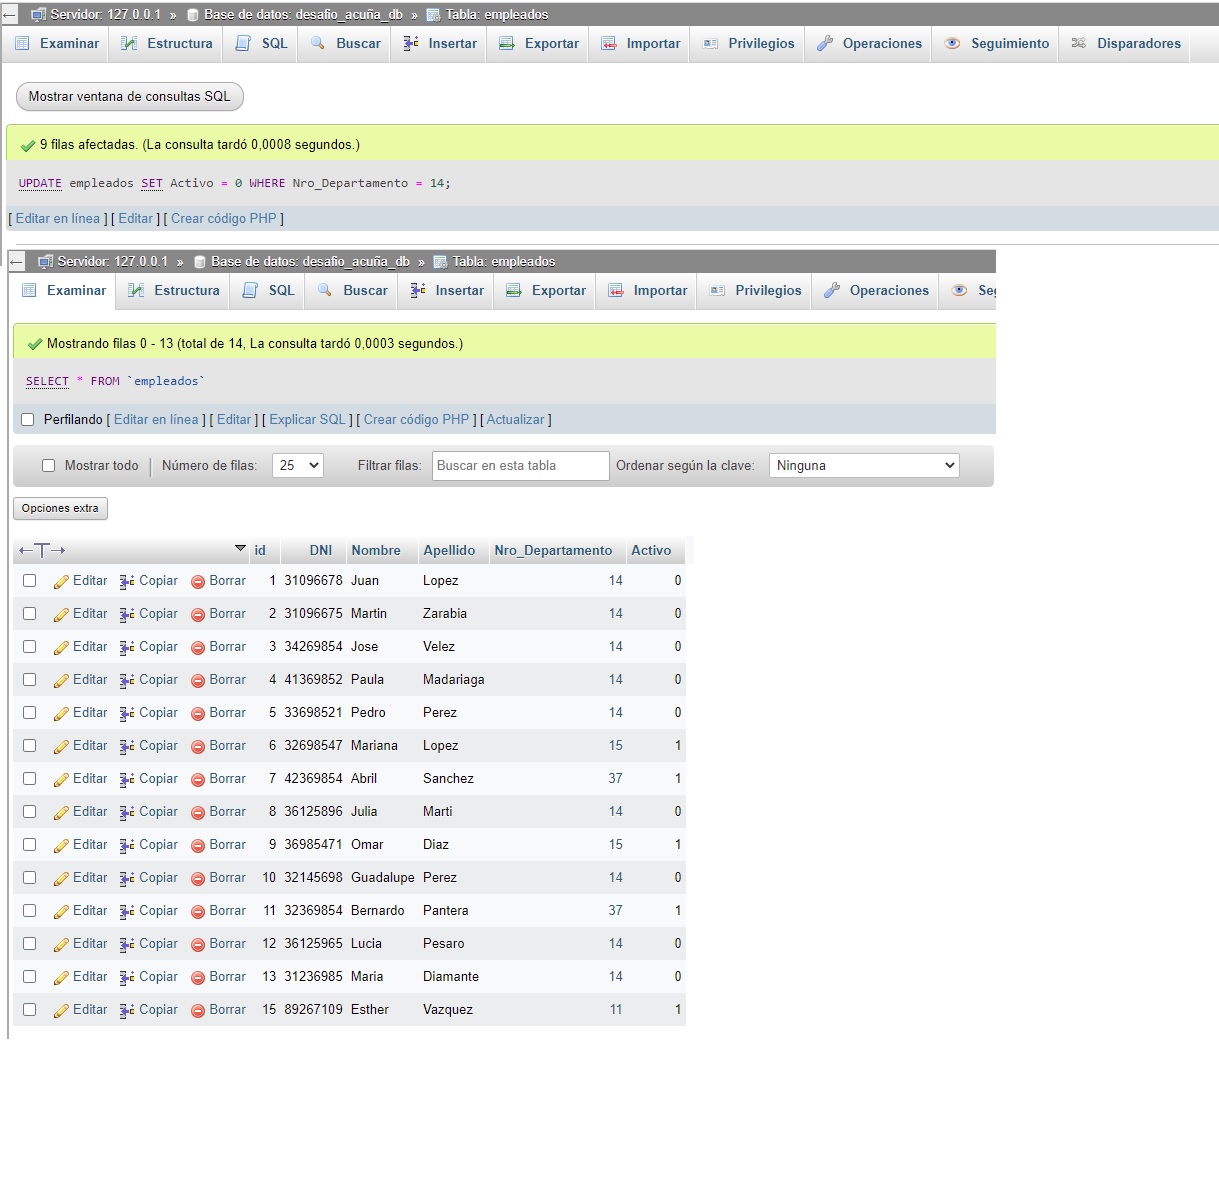 Servidor: 127.0.0.1 » Base de datos: desafio_acuña_db » Tabla: empleados
Examinar Estructura SQL Buscar Insertar Exportar Importar Privilegios Operaciones Seguimiento Disparadores
Mostrar ventana de consultas SQL
9 filas afectadas. (La consulta tardó 0,0008 segundos.)
UPDATE empleados SET Activo = 0 WHERE Nro_Departamento = 14;
[ Editar en línea ] [ Editar ] [ Crear código PHP ]
Servidor: 127.0.0.1 » Base de datos: desafio_acuña_db » Tabla: empleados
Examinar Estructura SQL Buscar Insertar Exportar Importar Privilegios Operaciones Seg
Mostrando filas 0 - 13 (total de 14, La consulta tardó 0,0003 segundos.)
SELECT * FROM `empleados`
Perfilando [ Editar en línea ] [ Editar ] [ Explicar SQL ] [ Crear código PHP ] [ Actualizar ]
Mostrar todo Número de filas: 25 Filtrar filas: Buscar en esta tabla Ordenar según la clave: Ninguna
Opciones extra
←T→ id DNI Nombre Apellido Nro_Departamento Activo
Editar Copiar Borrar 1 31096678 Juan Lopez 14 0
Editar Copiar Borrar 2 31096675 Martin Zarabia 14 0
Editar Copiar Borrar 3 34269854 Jose Velez 14 0
Editar Copiar Borrar 4 41369852 Paula Madariaga 14 0
Editar Copiar Borrar 5 33698521 Pedro Perez 14 0
Editar Copiar Borrar 6 32698547 Mariana Lopez 15 1
Editar Copiar Borrar 7 42369854 Abril Sanchez 37 1
Editar Copiar Borrar 8 36125896 Julia Marti 14 0
Editar Copiar Borrar 9 36985471 Omar Diaz 15 1
Editar Copiar Borrar 10 32145698 Guadalupe Perez 14 0
Editar Copiar Borrar 11 32369854 Bernardo Pantera 37 1
Editar Copiar Borrar 12 36125965 Lucia Pesaro 14 0
Editar Copiar Borrar 13 31236985 Maria Diamante 14 0
Editar Copiar Borrar 15 89267109 Esther Vazquez 11 1